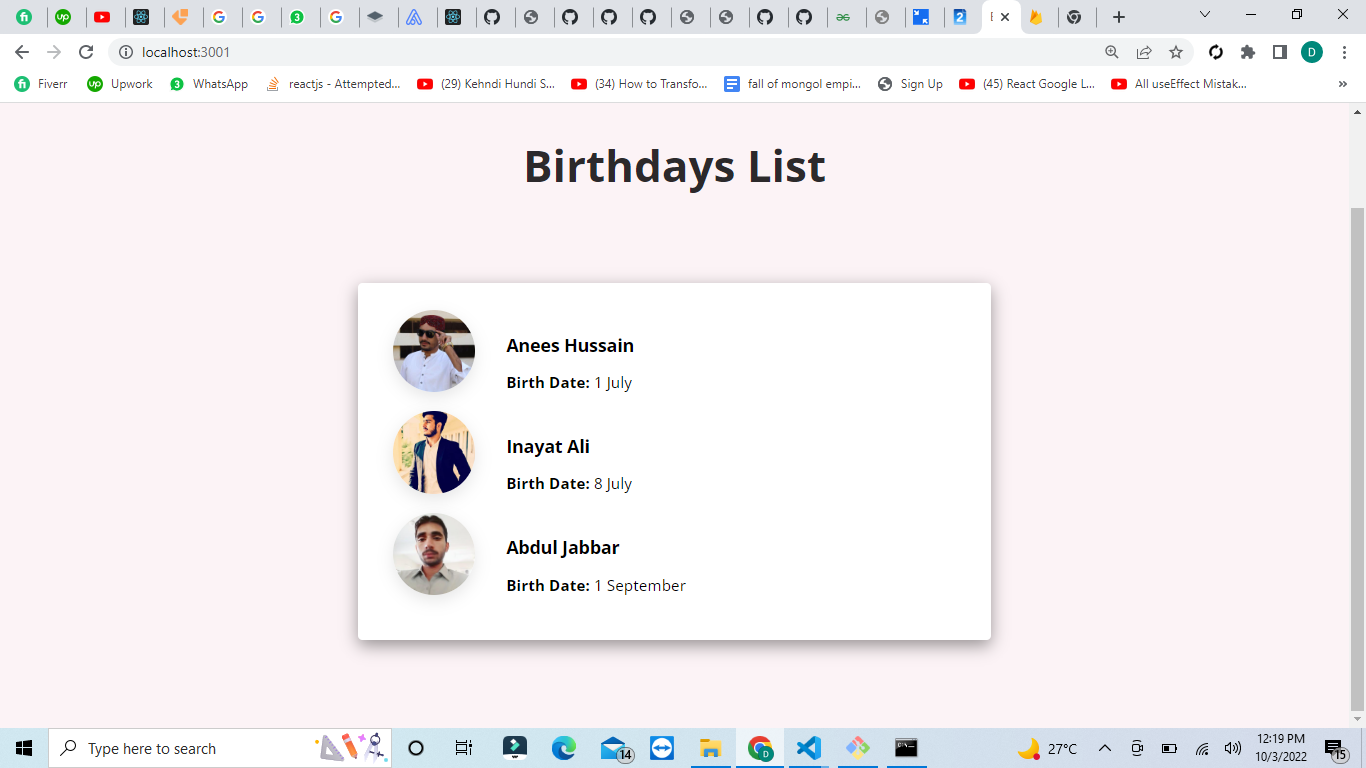 E
localhost:3001
D
Fiverr
Upwork
WhatsApp
reactjs - Attempted...
(29) Kehndi Hundi S...
(34) How to Transfo...
fall of mongol empi...
Sign Up
(45) React Google L...
All useEffect Mistak...
»
Birthdays List
Anees Hussain
Birth Date: 1 July
Inayat Ali
Birth Date: 8 July
Abdul Jabbar
Birth Date: 1 September
Type here to search
14
27°C
12:19 PM
10/3/2022
15